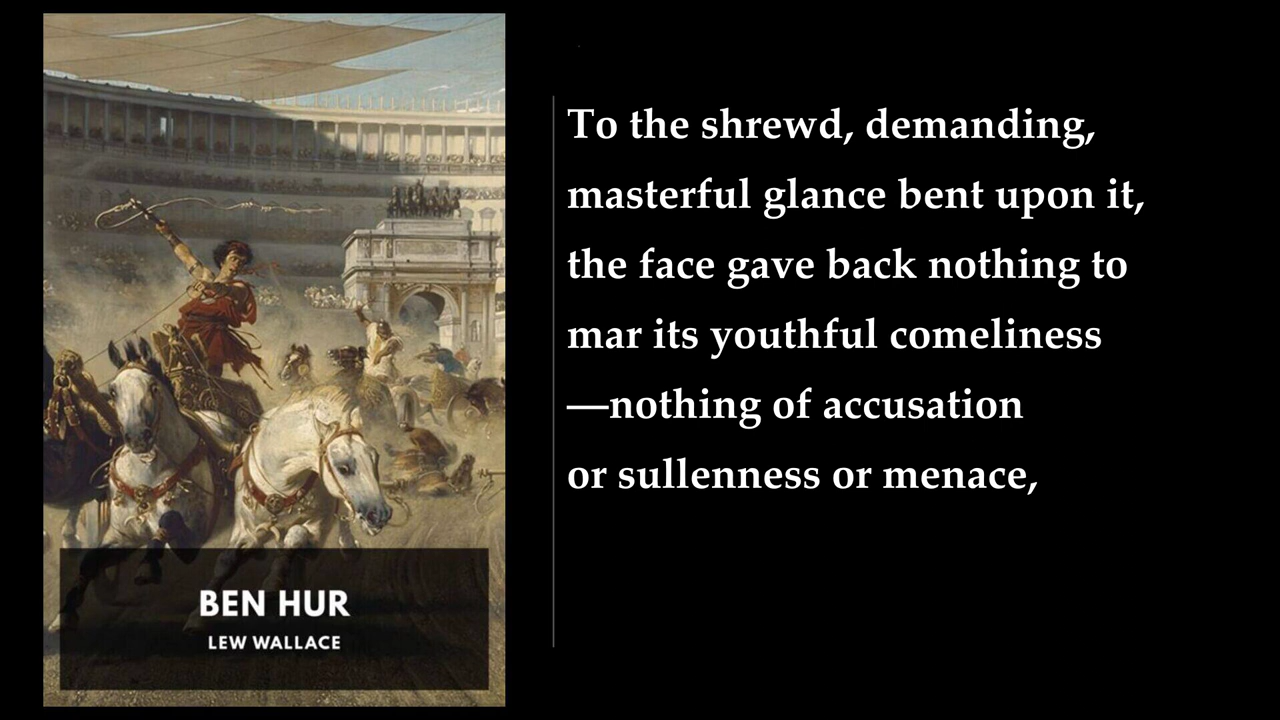 BEN HUR
LEW WALLACE
To the shrewd, demanding,
masterful glance bent upon it,
the face gave back nothing to
mar its youthful comeliness
—nothing of accusation
or sullenness or menace,